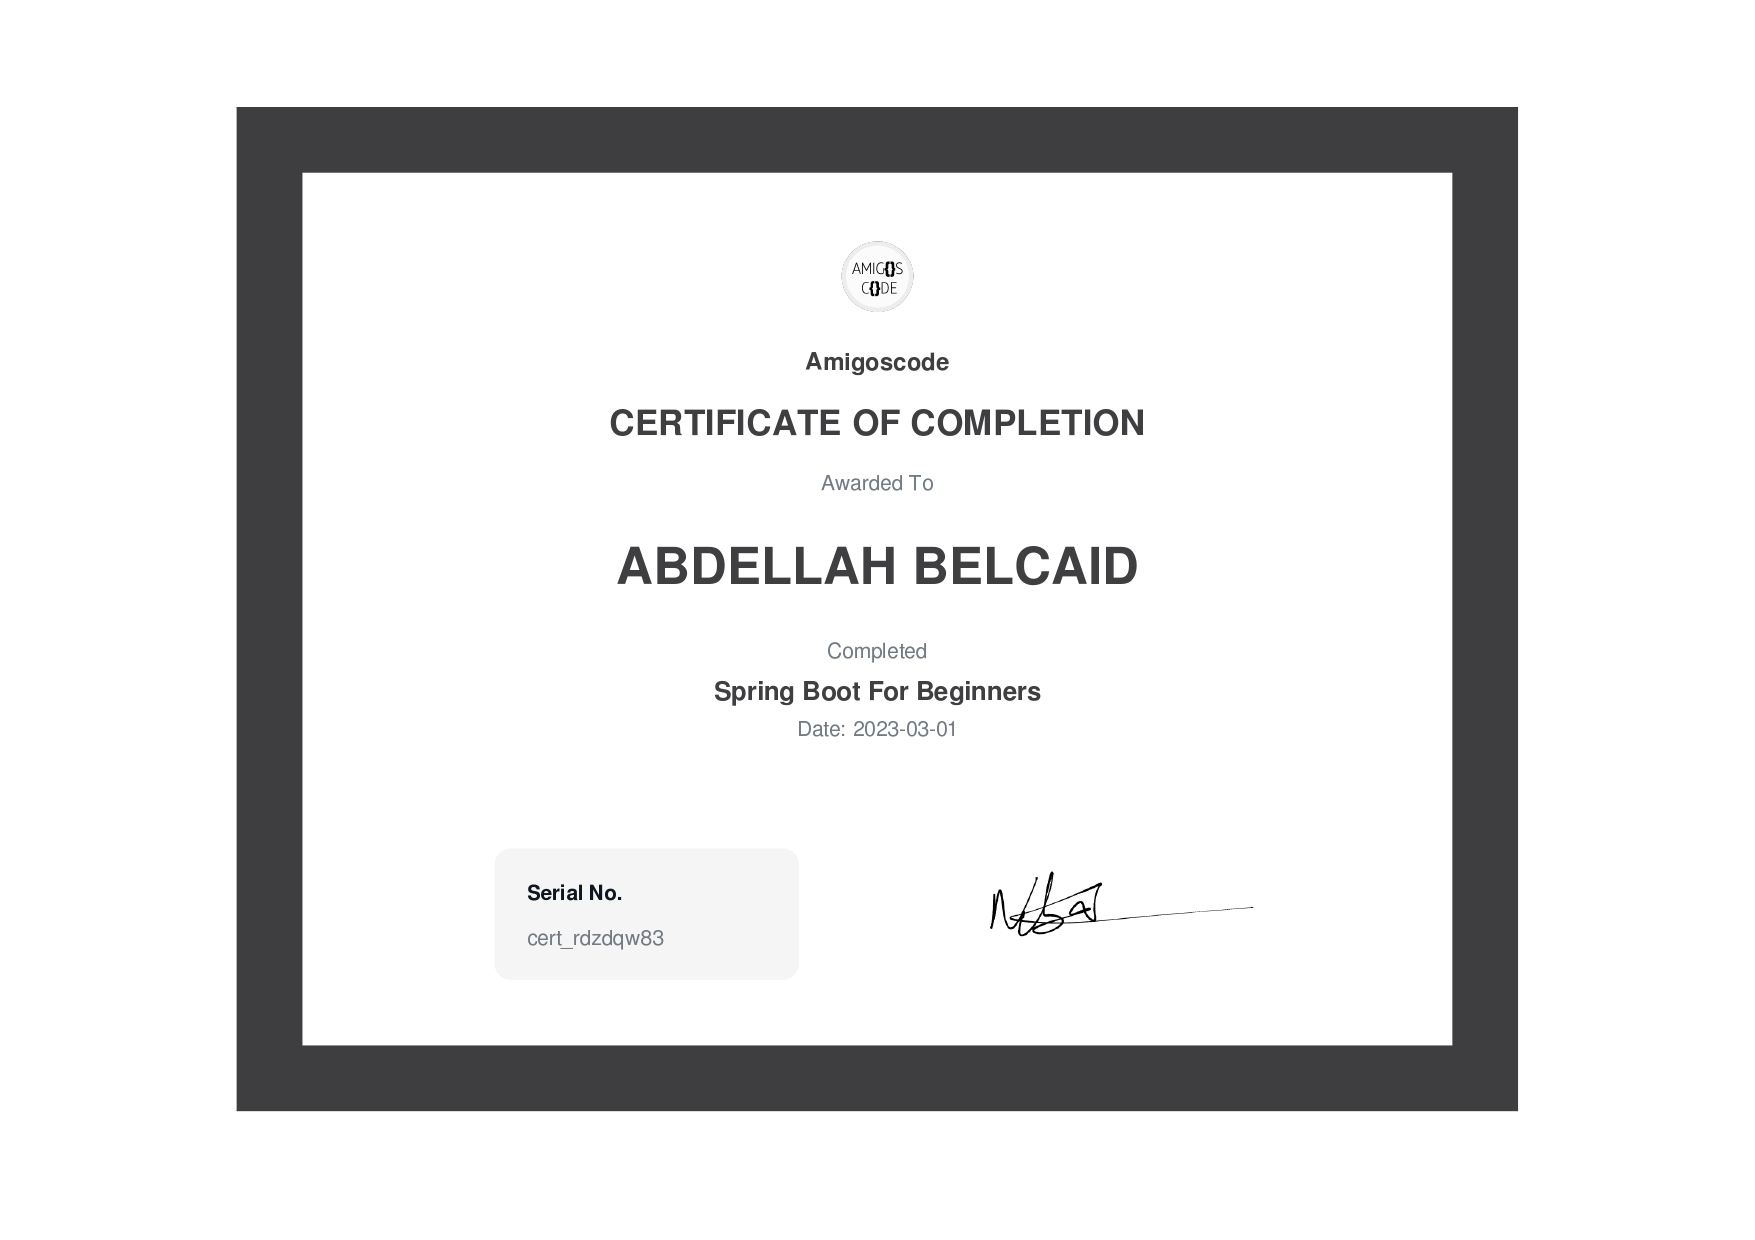 AMIG{}S
C{}DE
Amigoscode
CERTIFICATE OF COMPLETION
Awarded To
ABDELLAH BELCAID
Completed
Spring Boot For Beginners
Date: 2023-03-01
Serial No.
cert_rdzdqw83